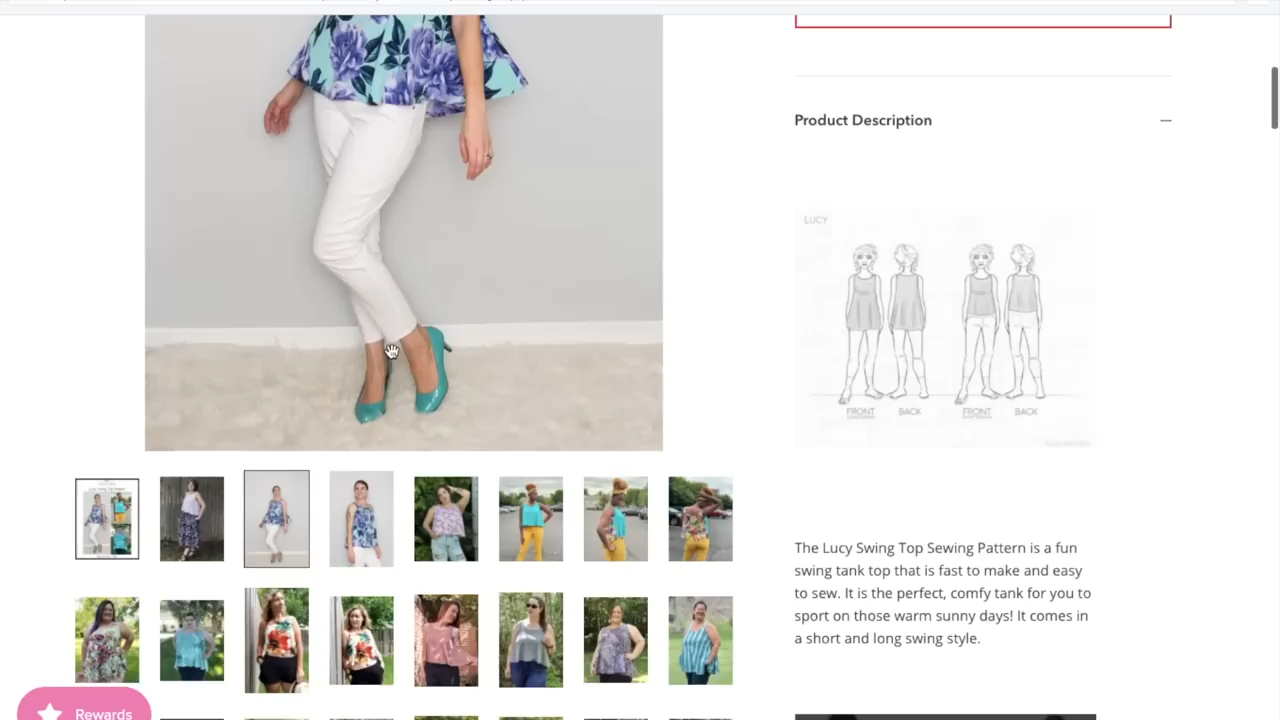 Product Description
LUCY
FRONT
BACK
FRONT
BACK
The Lucy Swing Top Sewing Pattern is a fun
swing tank top that is fast to make and easy
to sew. It is the perfect, comfy tank for you to
sport on those warm sunny days! It comes in
a short and long swing style.
Rewards